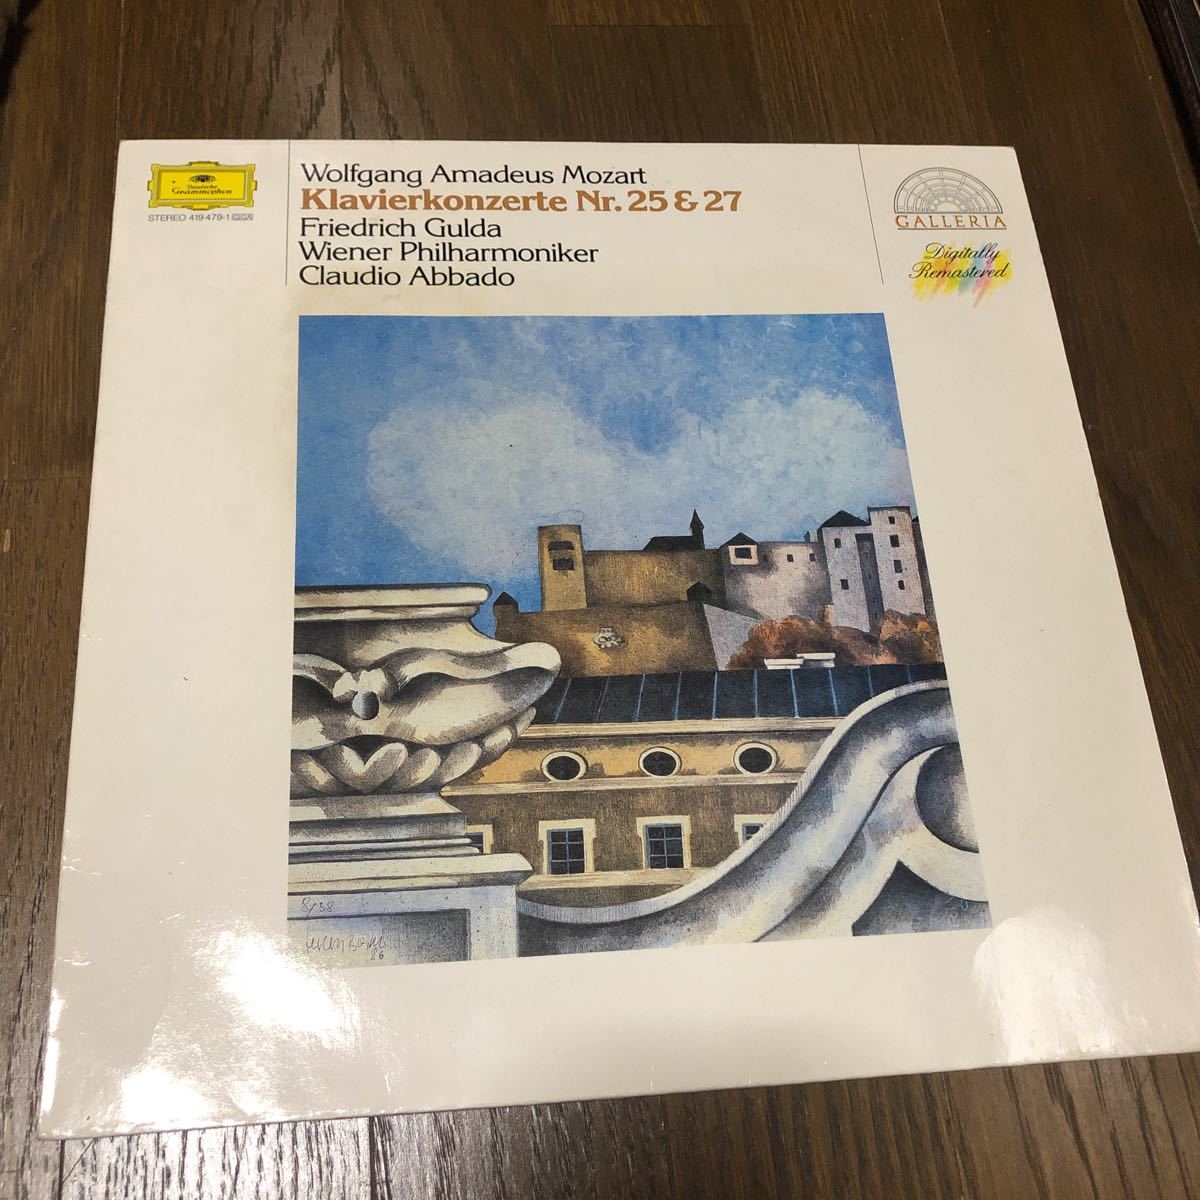 Deutsche
Grammophon
STEREO 419 479-1 GIGA
Wolfgang Amadeus Mozart
Klavierkonzerte Nr. 25 & 27
Friedrich Gulda
Wiener Philharmoniker
Claudio Abbado
GALLERIA
Digitally
Remastered
8/38
86